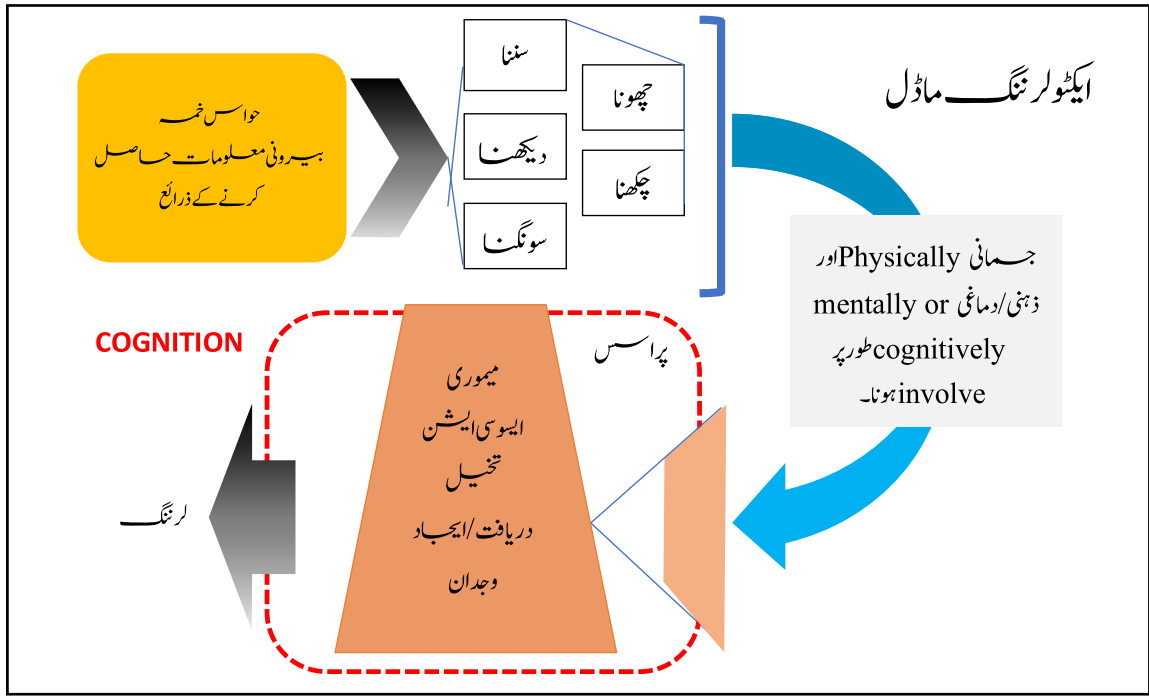 ایکٹو لرننگ ماڈل
حواس خمسہ
بیرونی معلومات حاصل
کرنے کے ذرائع
سننا
دیکھنا
سونگنا
چھونا
چکھنا
جسمانی Physically اور
ذہنی/دماغی mentally or
cognitively طور پر
involve ہونا۔
پراسس
میموری
ایسوسی ایشن
تخیل
دریافت/ایجاد
وجدان
COGNITION
لرننگ